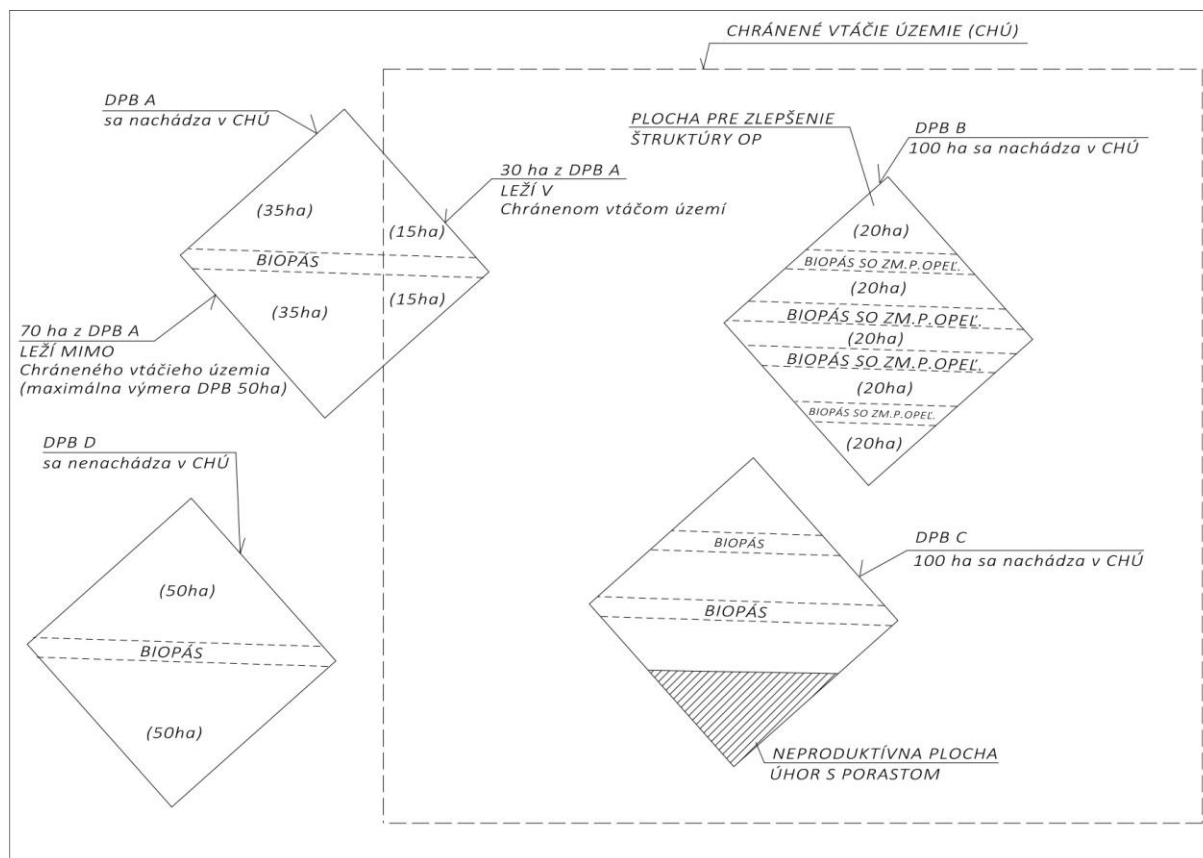 CHRÁNENÉ VTÁČIE ÚZEMIE (CHÚ)
DPB A
sa nachádza v CHÚ
30 ha z DPB A
LEŽÍ V
Chránenom vtáčom území
(35ha)
(15ha)
BIOPÁS
(35ha)
(15ha)
70 ha z DPB A
LEŽÍ MIMO
Chráneného vtáčieho územia
(maximálna výmera DPB 50ha)
PLOCHA PRE ZLEPŠENIE
ŠTRUKTÚRY OP
DPB B
100 ha sa nachádza v CHÚ
(20ha)
BIOPÁS SO ZM.P.OPEĽ.
(20ha)
BIOPÁS SO ZM.P.OPEĽ.
(20ha)
BIOPÁS SO ZM.P.OPEĽ.
(20ha)
BIOPÁS SO ZM.P.OPEĽ.
(20ha)
DPB D
sa nenachádza v CHÚ
(50ha)
BIOPÁS
(50ha)
DPB C
100 ha sa nachádza v CHÚ
BIOPÁS
BIOPÁS
NEPRODUKTÍVNA PLOCHA
ÚHOR S PORASTOM